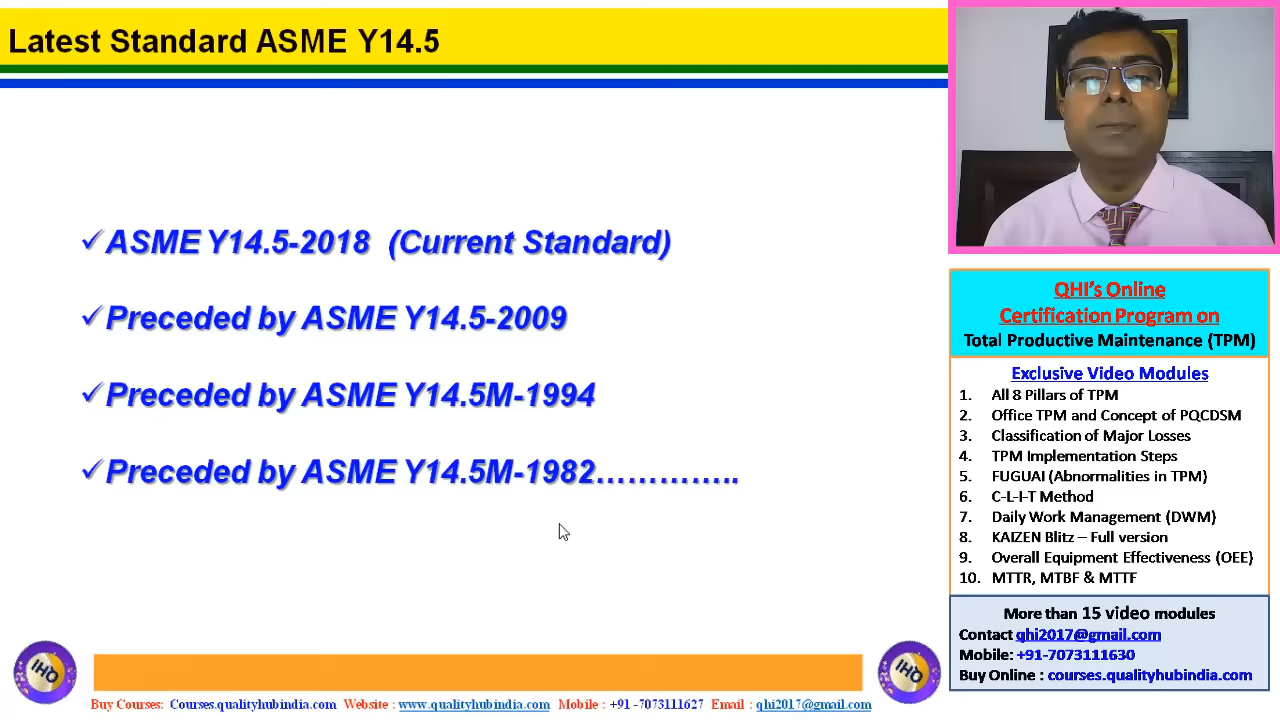 Latest Standard ASME Y14.5
ASME Y14.5-2018 (Current Standard)
Preceded by ASME Y14.5-2009
Preceded by ASME Y14.5M-1994
Preceded by ASME Y14.5M-1982…………..
QHI's Online
Certification Program on
Total Productive Maintenance (TPM)
Exclusive Video Modules
1. All 8 Pillars of TPM
2. Office TPM and Concept of PQCDSM
3. Classification of Major Losses
4. TPM Implementation Steps
5. FUGUAI (Abnormalities in TPM)
6. C-L-I-T Method
7. Daily Work Management (DWM)
8. KAIZEN Blitz – Full version
9. Overall Equipment Effectiveness (OEE)
10. MTTR, MTBF & MTTF
More than 15 video modules
Contact qhi2017@gmail.com
Mobile: +91-7073111630
Buy Online : courses.qualityhubindia.com
Buy Courses: Courses.qualityhubindia.com Website : www.qualityhubindia.com Mobile : +91 -7073111627 Email : qhi2017@gmail.com